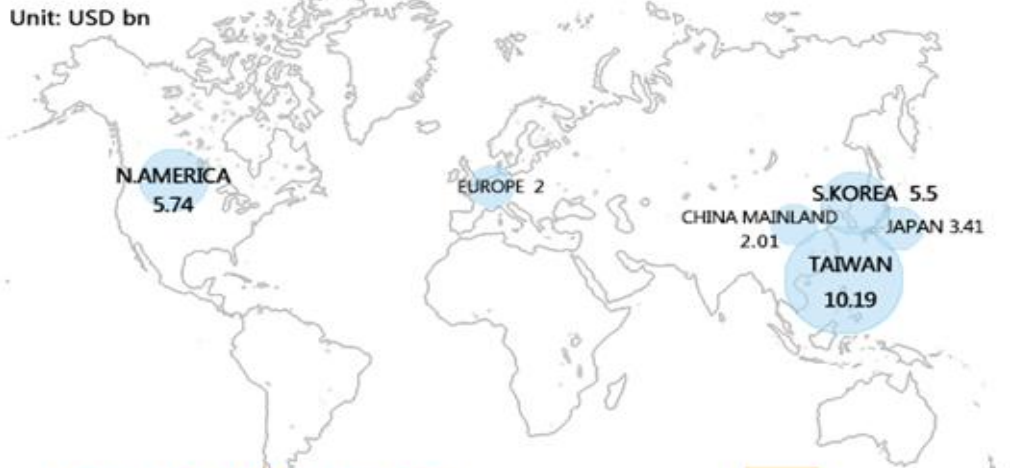 Unit: USD bn
N.AMERICA
5.74
EUROPE 2
S.KOREA 5.5
CHINA MAINLAND
2.01
JAPAN 3.41
TAIWAN
10.19